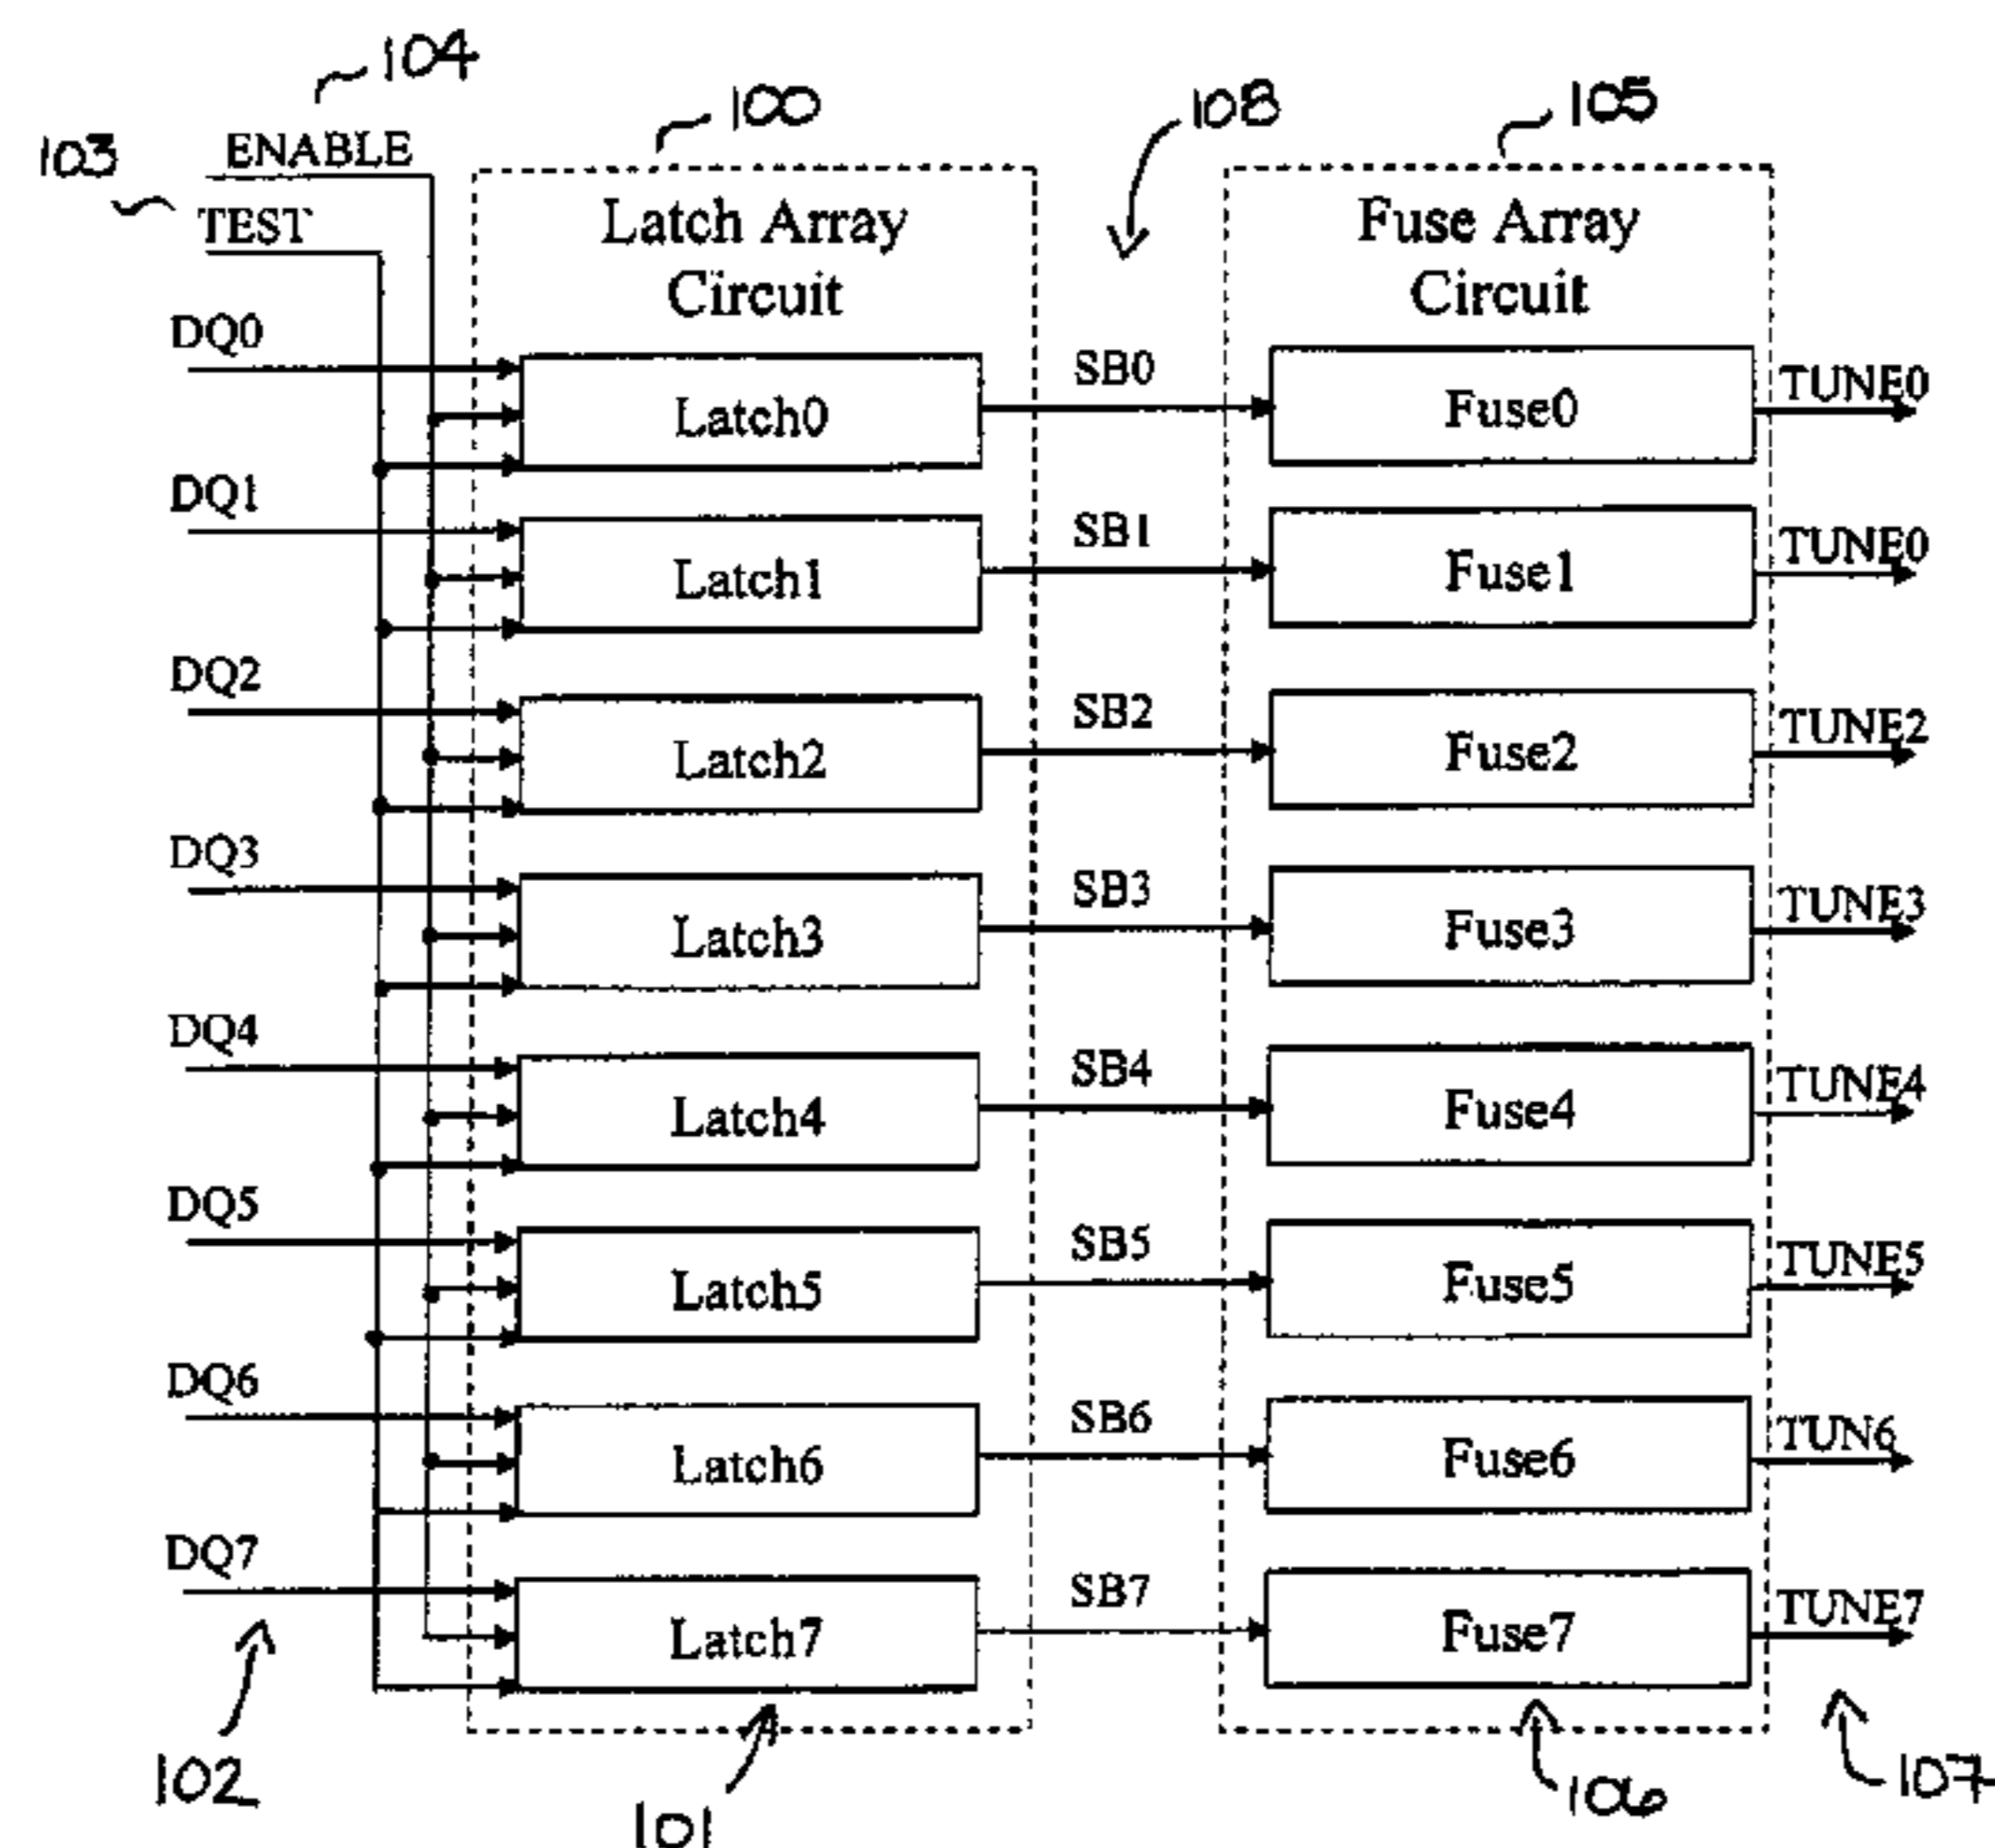 104
100
108
105
103
ENABLE
TEST
Latch Array
Circuit
Fuse Array
Circuit
DQ0
Latch0
SB0
Fuse0
TUNE0
DQ1
Latch1
SB1
Fuse1
TUNE0
DQ2
Latch2
SB2
Fuse2
TUNE2
DQ3
Latch3
SB3
Fuse3
TUNE3
DQ4
Latch4
SB4
Fuse4
TUNE4
DQ5
Latch5
SB5
Fuse5
TUNE5
DQ6
Latch6
SB6
Fuse6
TUN6
DQ7
Latch7
SB7
Fuse7
TUNE7
102
101
106
107